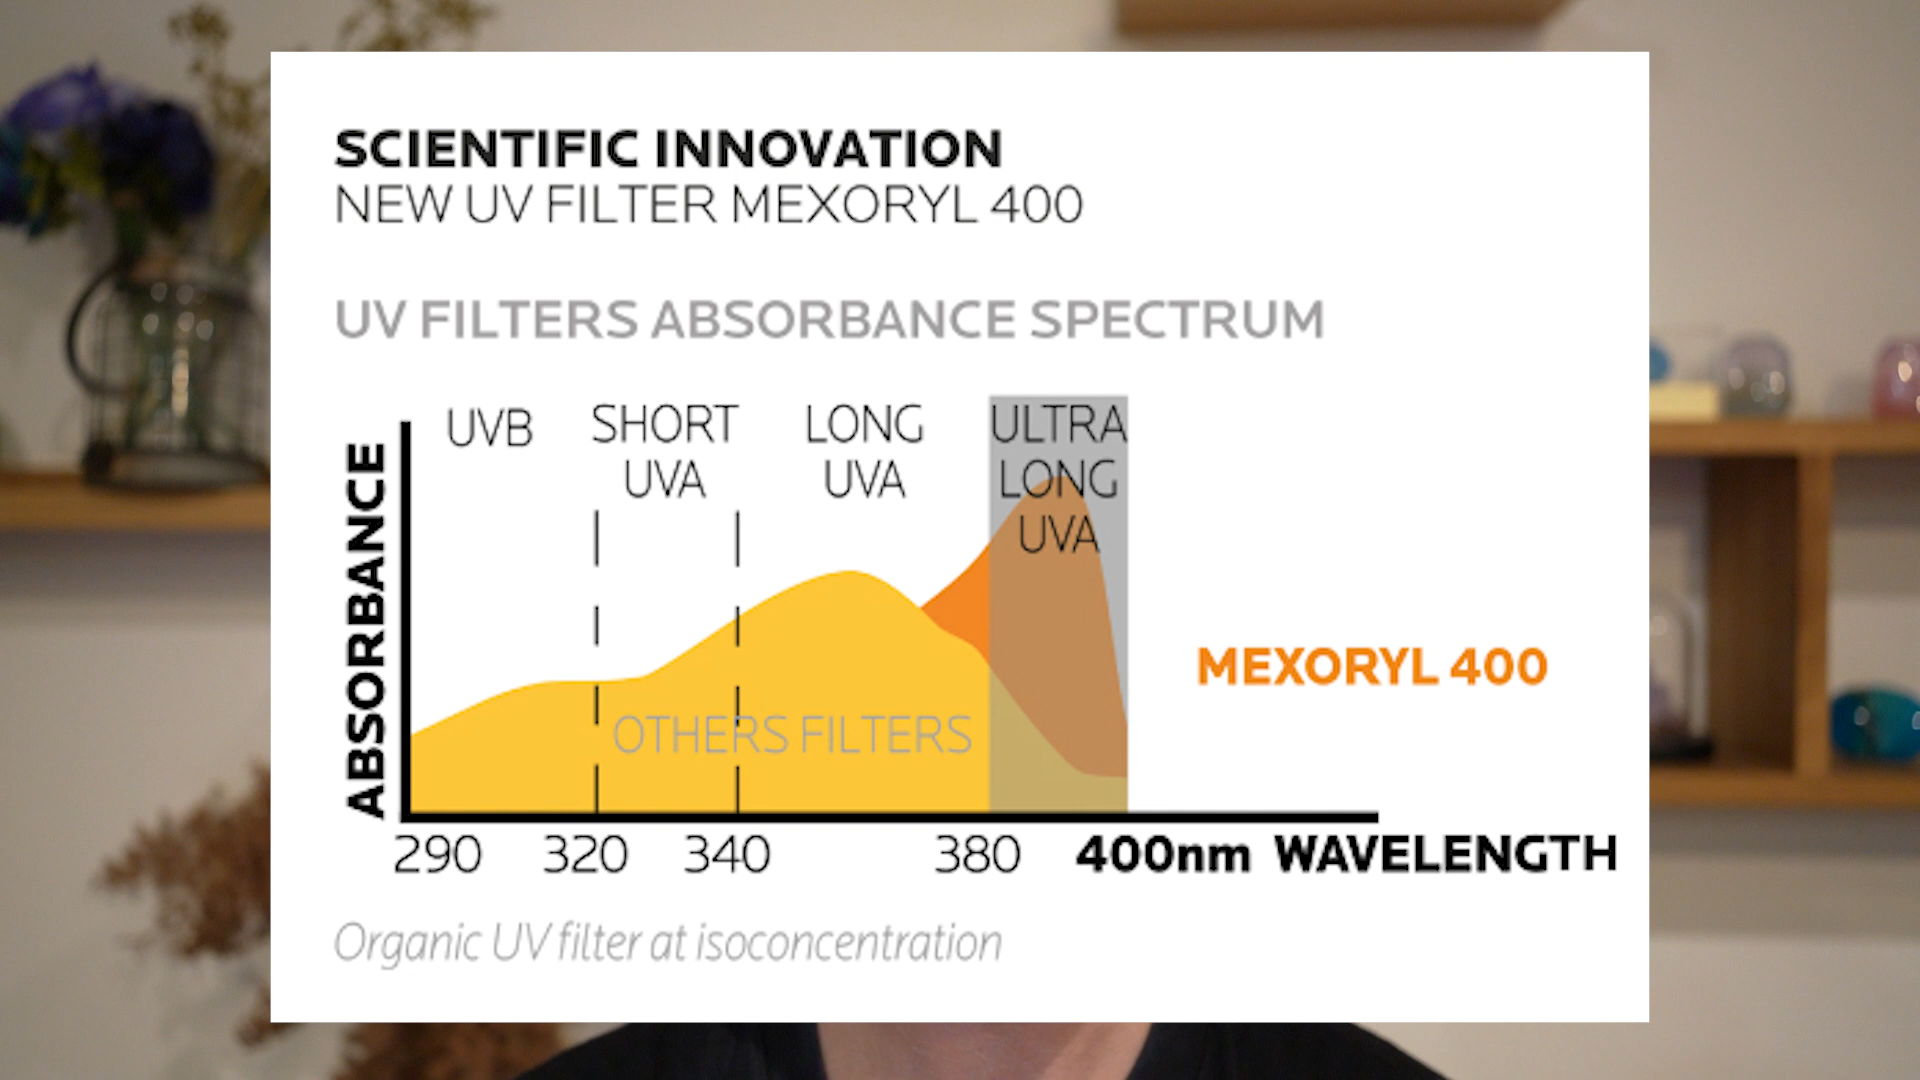 SCIENTIFIC INNOVATION
NEW UV FILTER MEXORYL 400
UV FILTERS ABSORBANCE SPECTRUM
UVB
SHORT
UVA
LONG
UVA
ULTRA
LONG
UVA
ABSORBANCE
OTHERS FILTERS
MEXORYL 400
290 320 340 380 400nm WAVELENGTH
Organic UV filter at isoconcentration